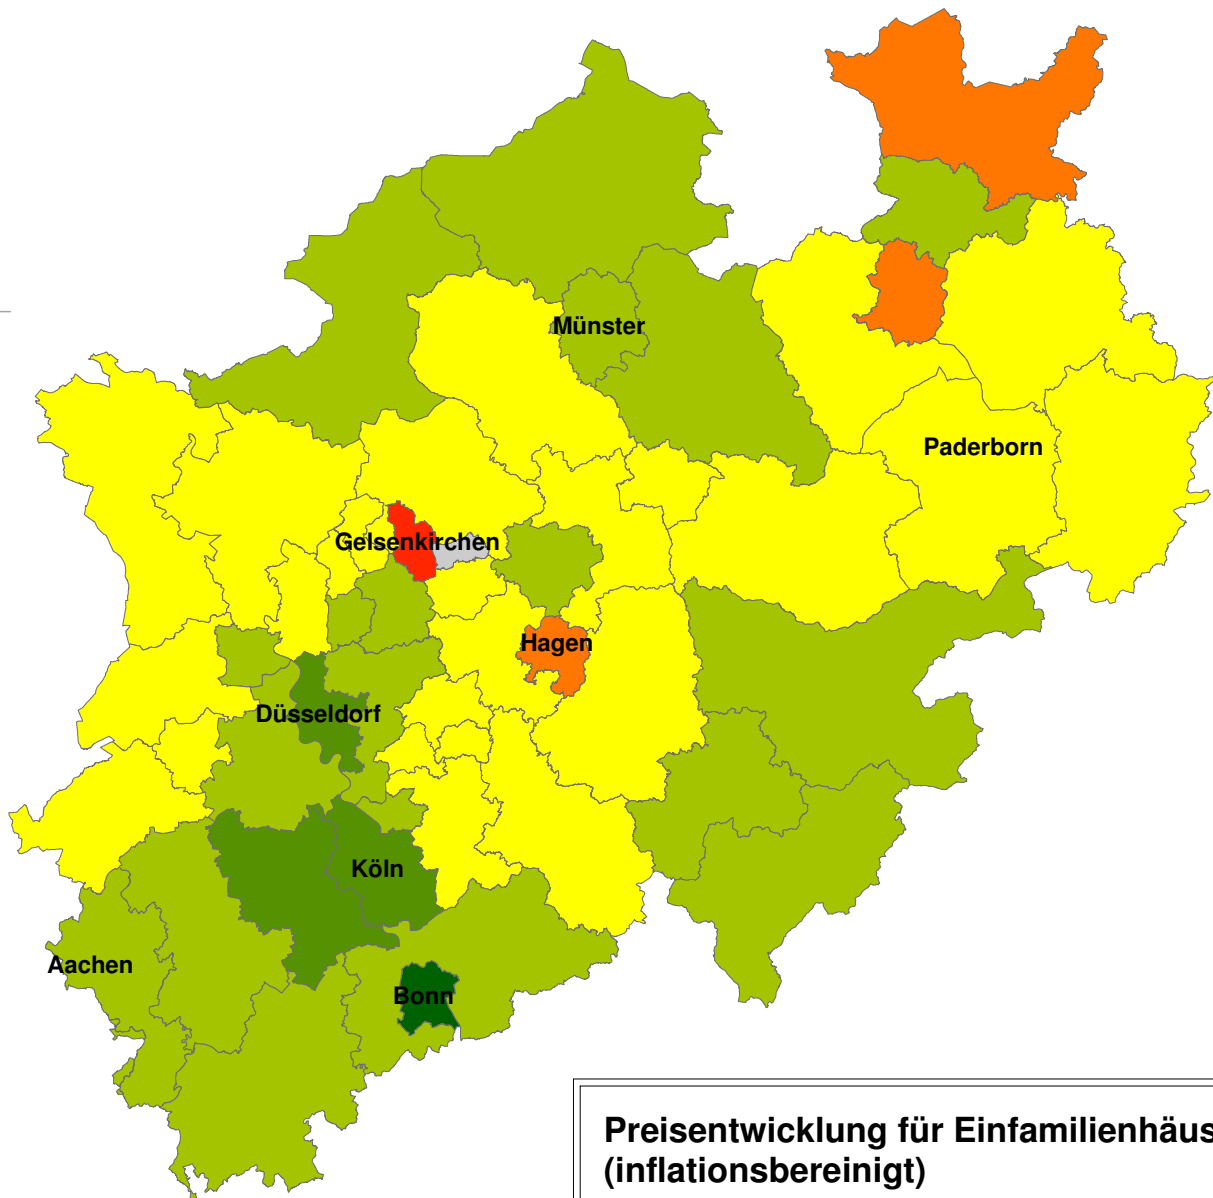 Münster
Paderborn
Gelsenkirchen
Hagen
Düsseldorf
Köln
Aachen
Bonn
Preisentwicklung für Einfamilienhäus
(inflationsbereinigt)